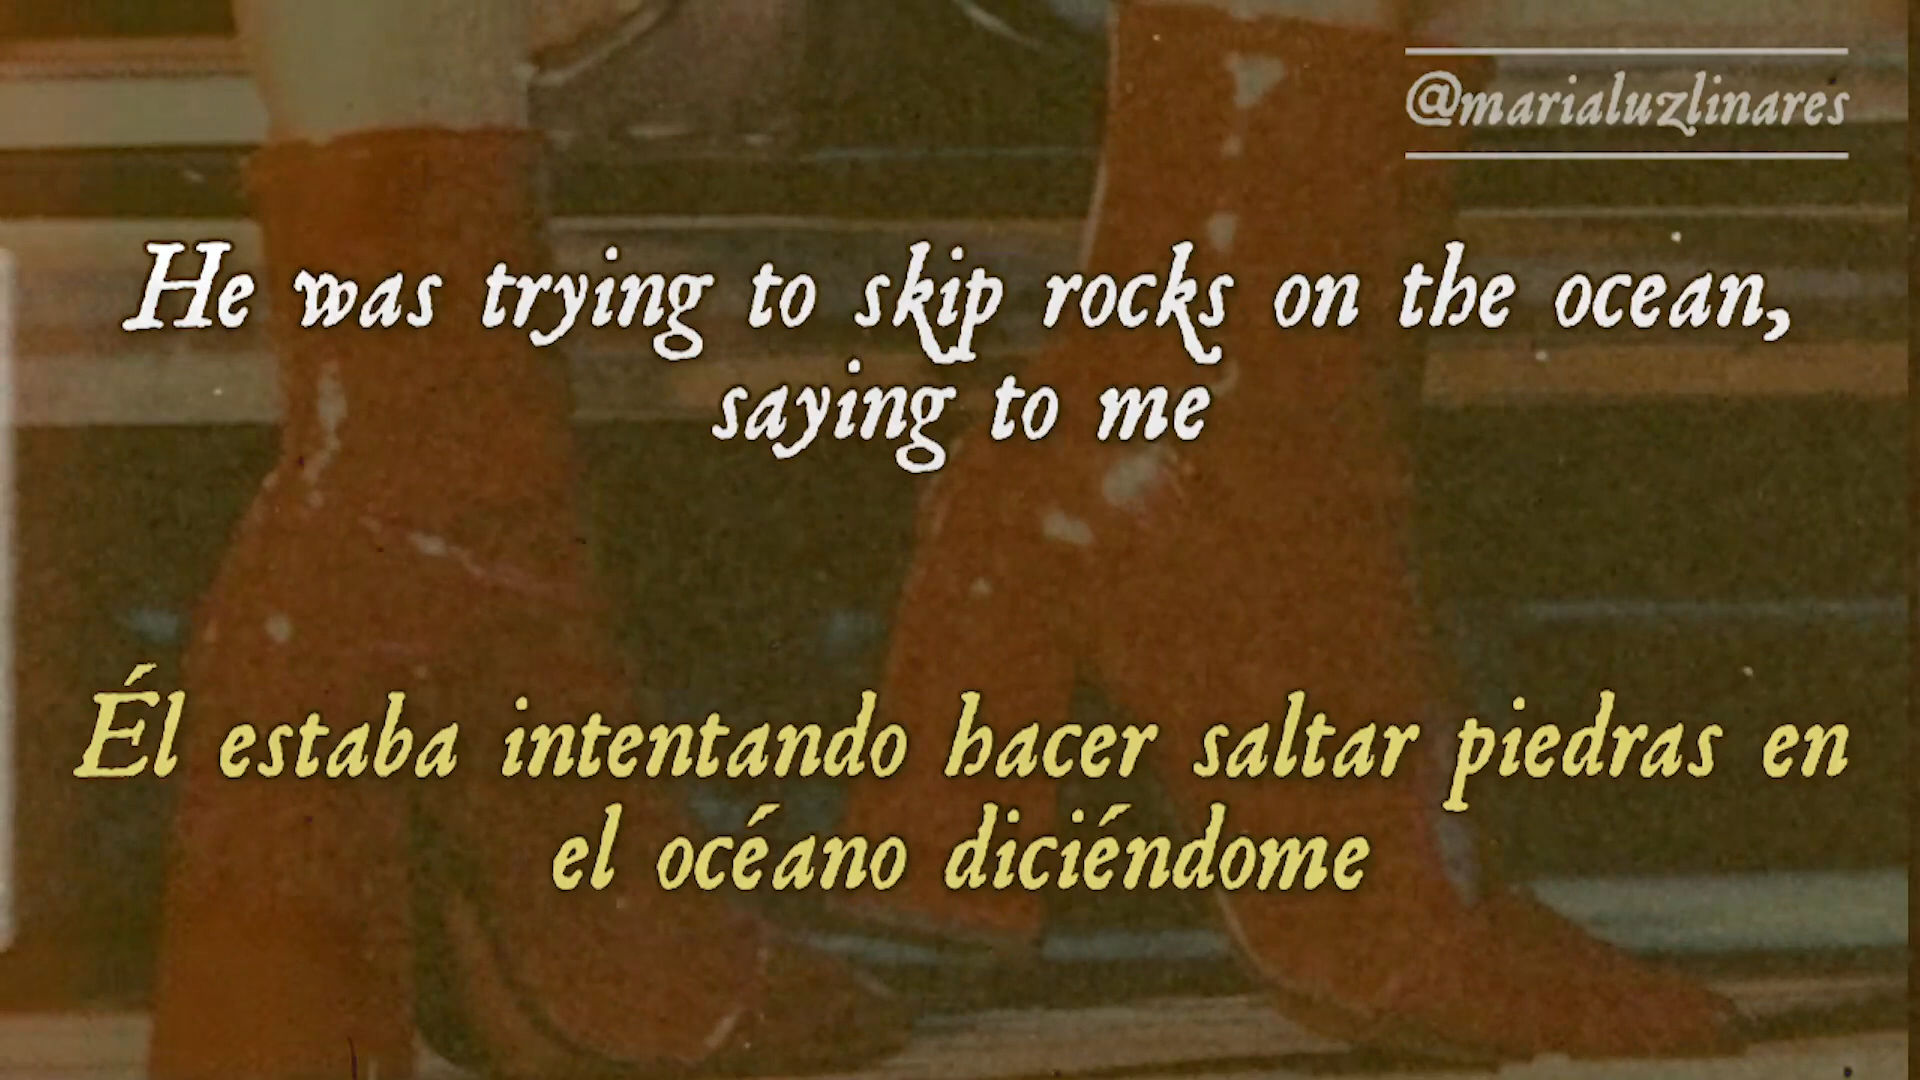 @marialuzlinares
He was trying to skip rocks on the ocean,
saying to me
Él estaba intentando hacer saltar piedras en
el océano diciéndome